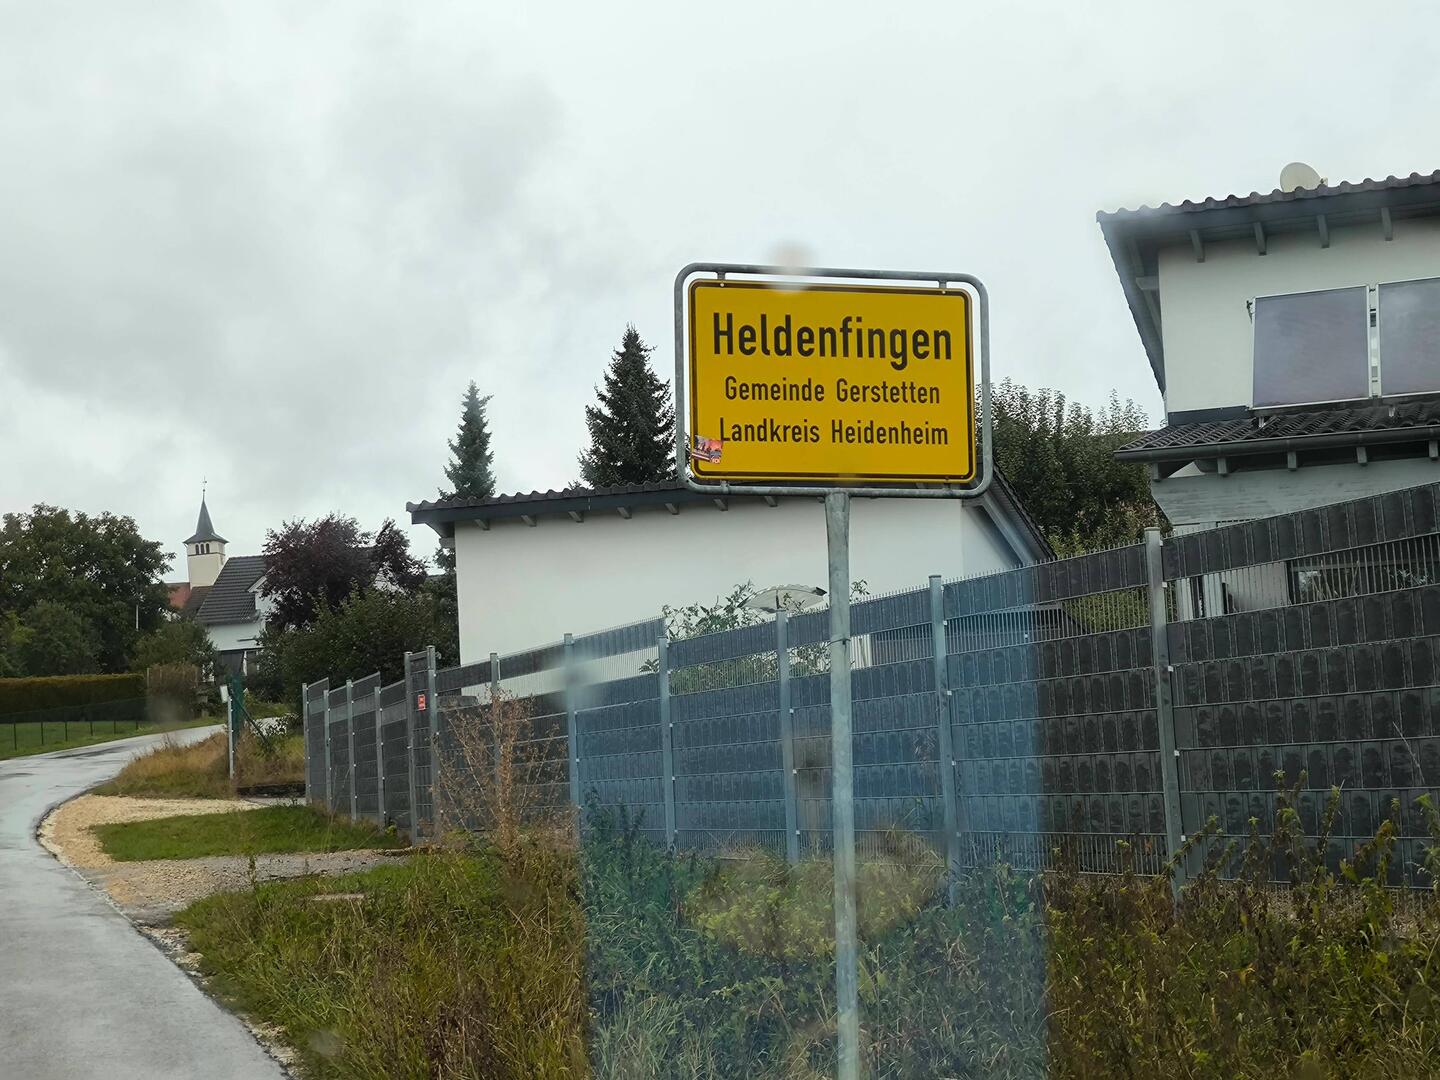 Heldenfingen
Gemeinde Gerstetten
Landkreis Heidenheim